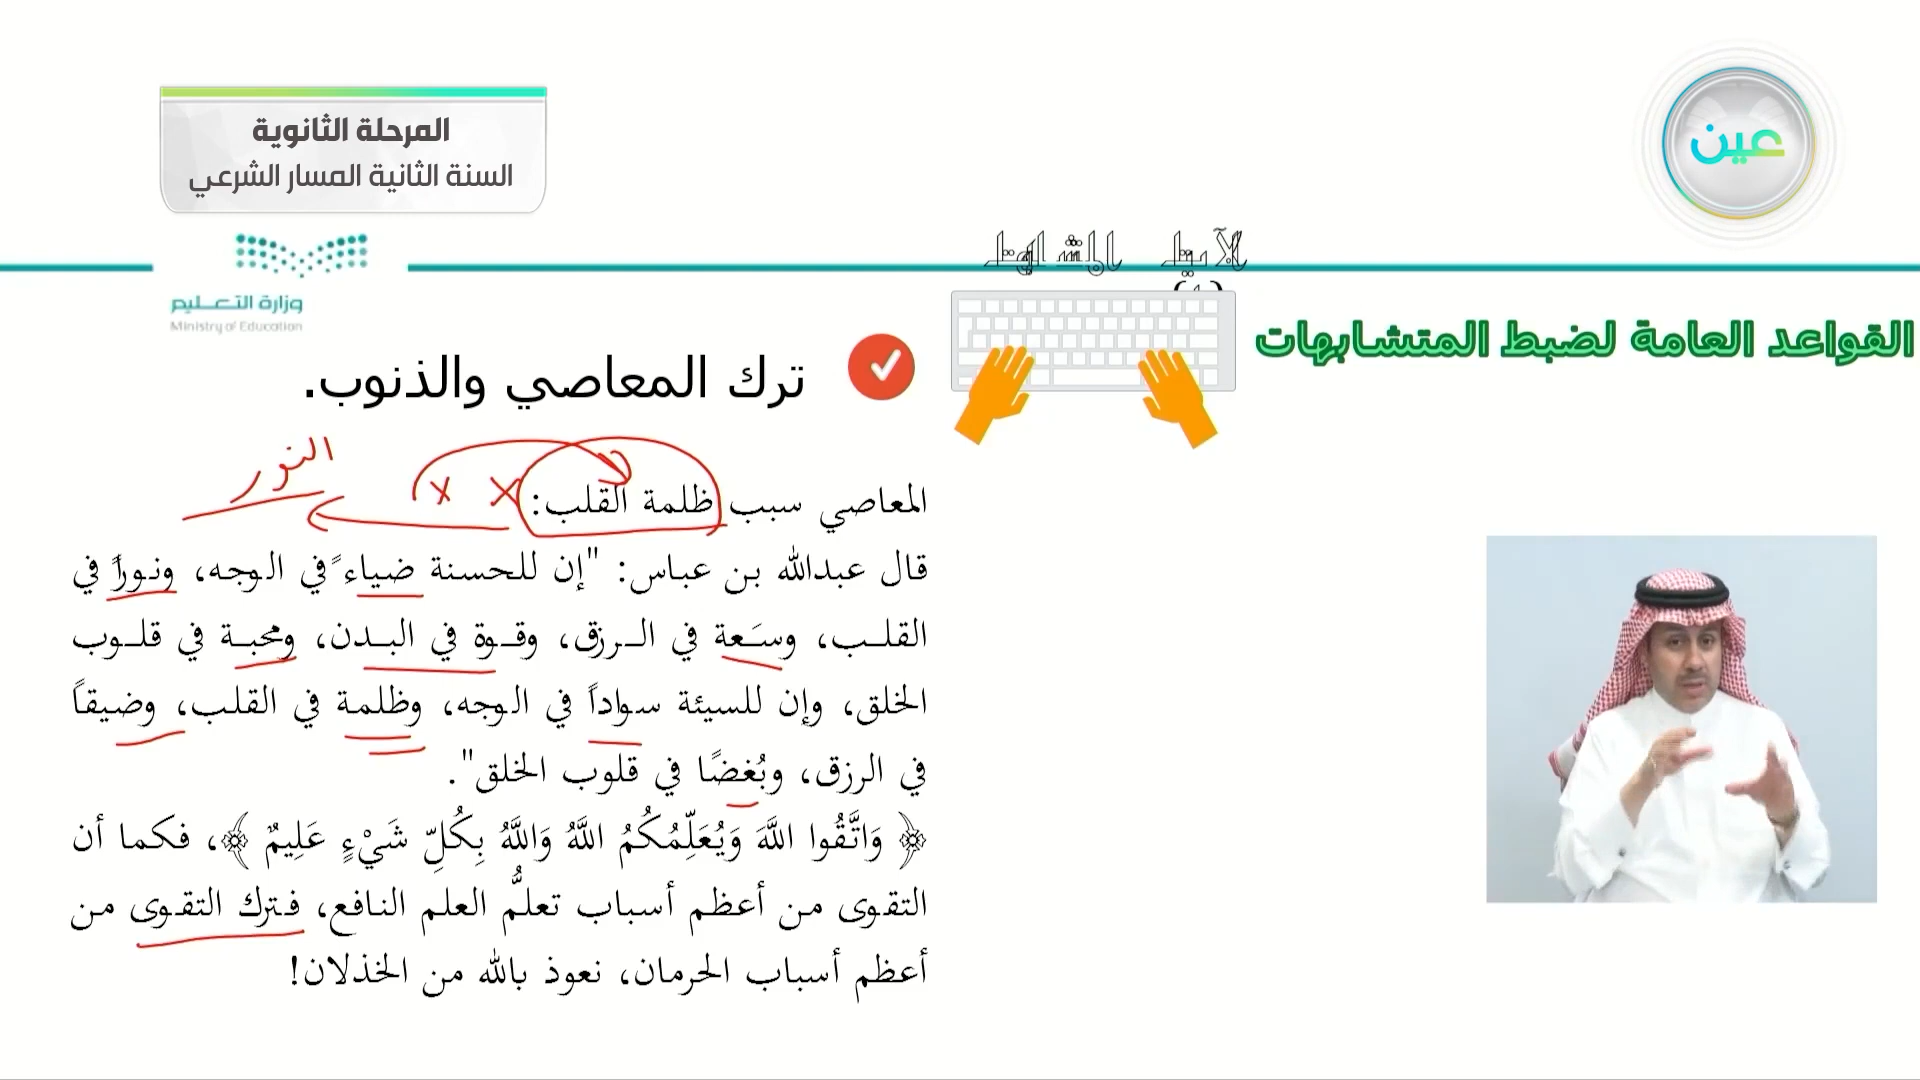 المرحلة الثانوية
السنة الثانية المسار الشرعي
عين
وزارة التعليم
Ministry of Education
القواعد العامة لضبط المتشابهات
ترك المعاصي والذنوب.
النور
المعاصي سبب ظلمة القلب:
قال عبدالله بن عباس: "إن للحسنة ضياءً في الوجه، ونوراً في
القلب، وسَعة في الرزق، وقوة في البدن، ومحبة في قلوب
الخلق، وإن للسيئة سواداً في الوجه، وظلمة في القلب، وضيقاً
في الرزق، وبُغضًا في قلوب الخلق".
﴿ وَاتَّقُوا اللَّهَ وَيُعَلِّمُكُمُ اللَّهُ وَاللَّهُ بِكُلِّ شَيْءٍ عَلِيمٌ ﴾، فكما أن
التقوى من أعظم أسباب تعلُّم العلم النافع، فترك التقوى من
أعظم أسباب الحرمان، نعوذ بالله من الخذلان!